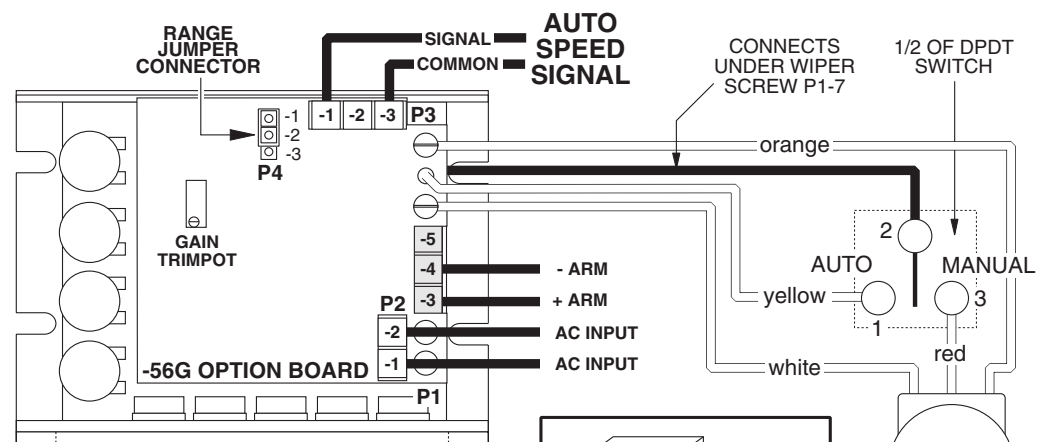 RANGE
JUMPER
CONNECTOR
SIGNAL
COMMON
AUTO
SPEED
SIGNAL
CONNECTS
UNDER WIPER
SCREW P1-7
1/2 OF DPDT
SWITCH
-1
-2
-3
P4
-1
-2
-3
P3
orange
GAIN
TRIMPOT
-5
-4
-3
- ARM
+ ARM
P2
-2
-1
AC INPUT
AC INPUT
2
AUTO
MANUAL
yellow
1
3
red
white
-56G OPTION BOARD
P1